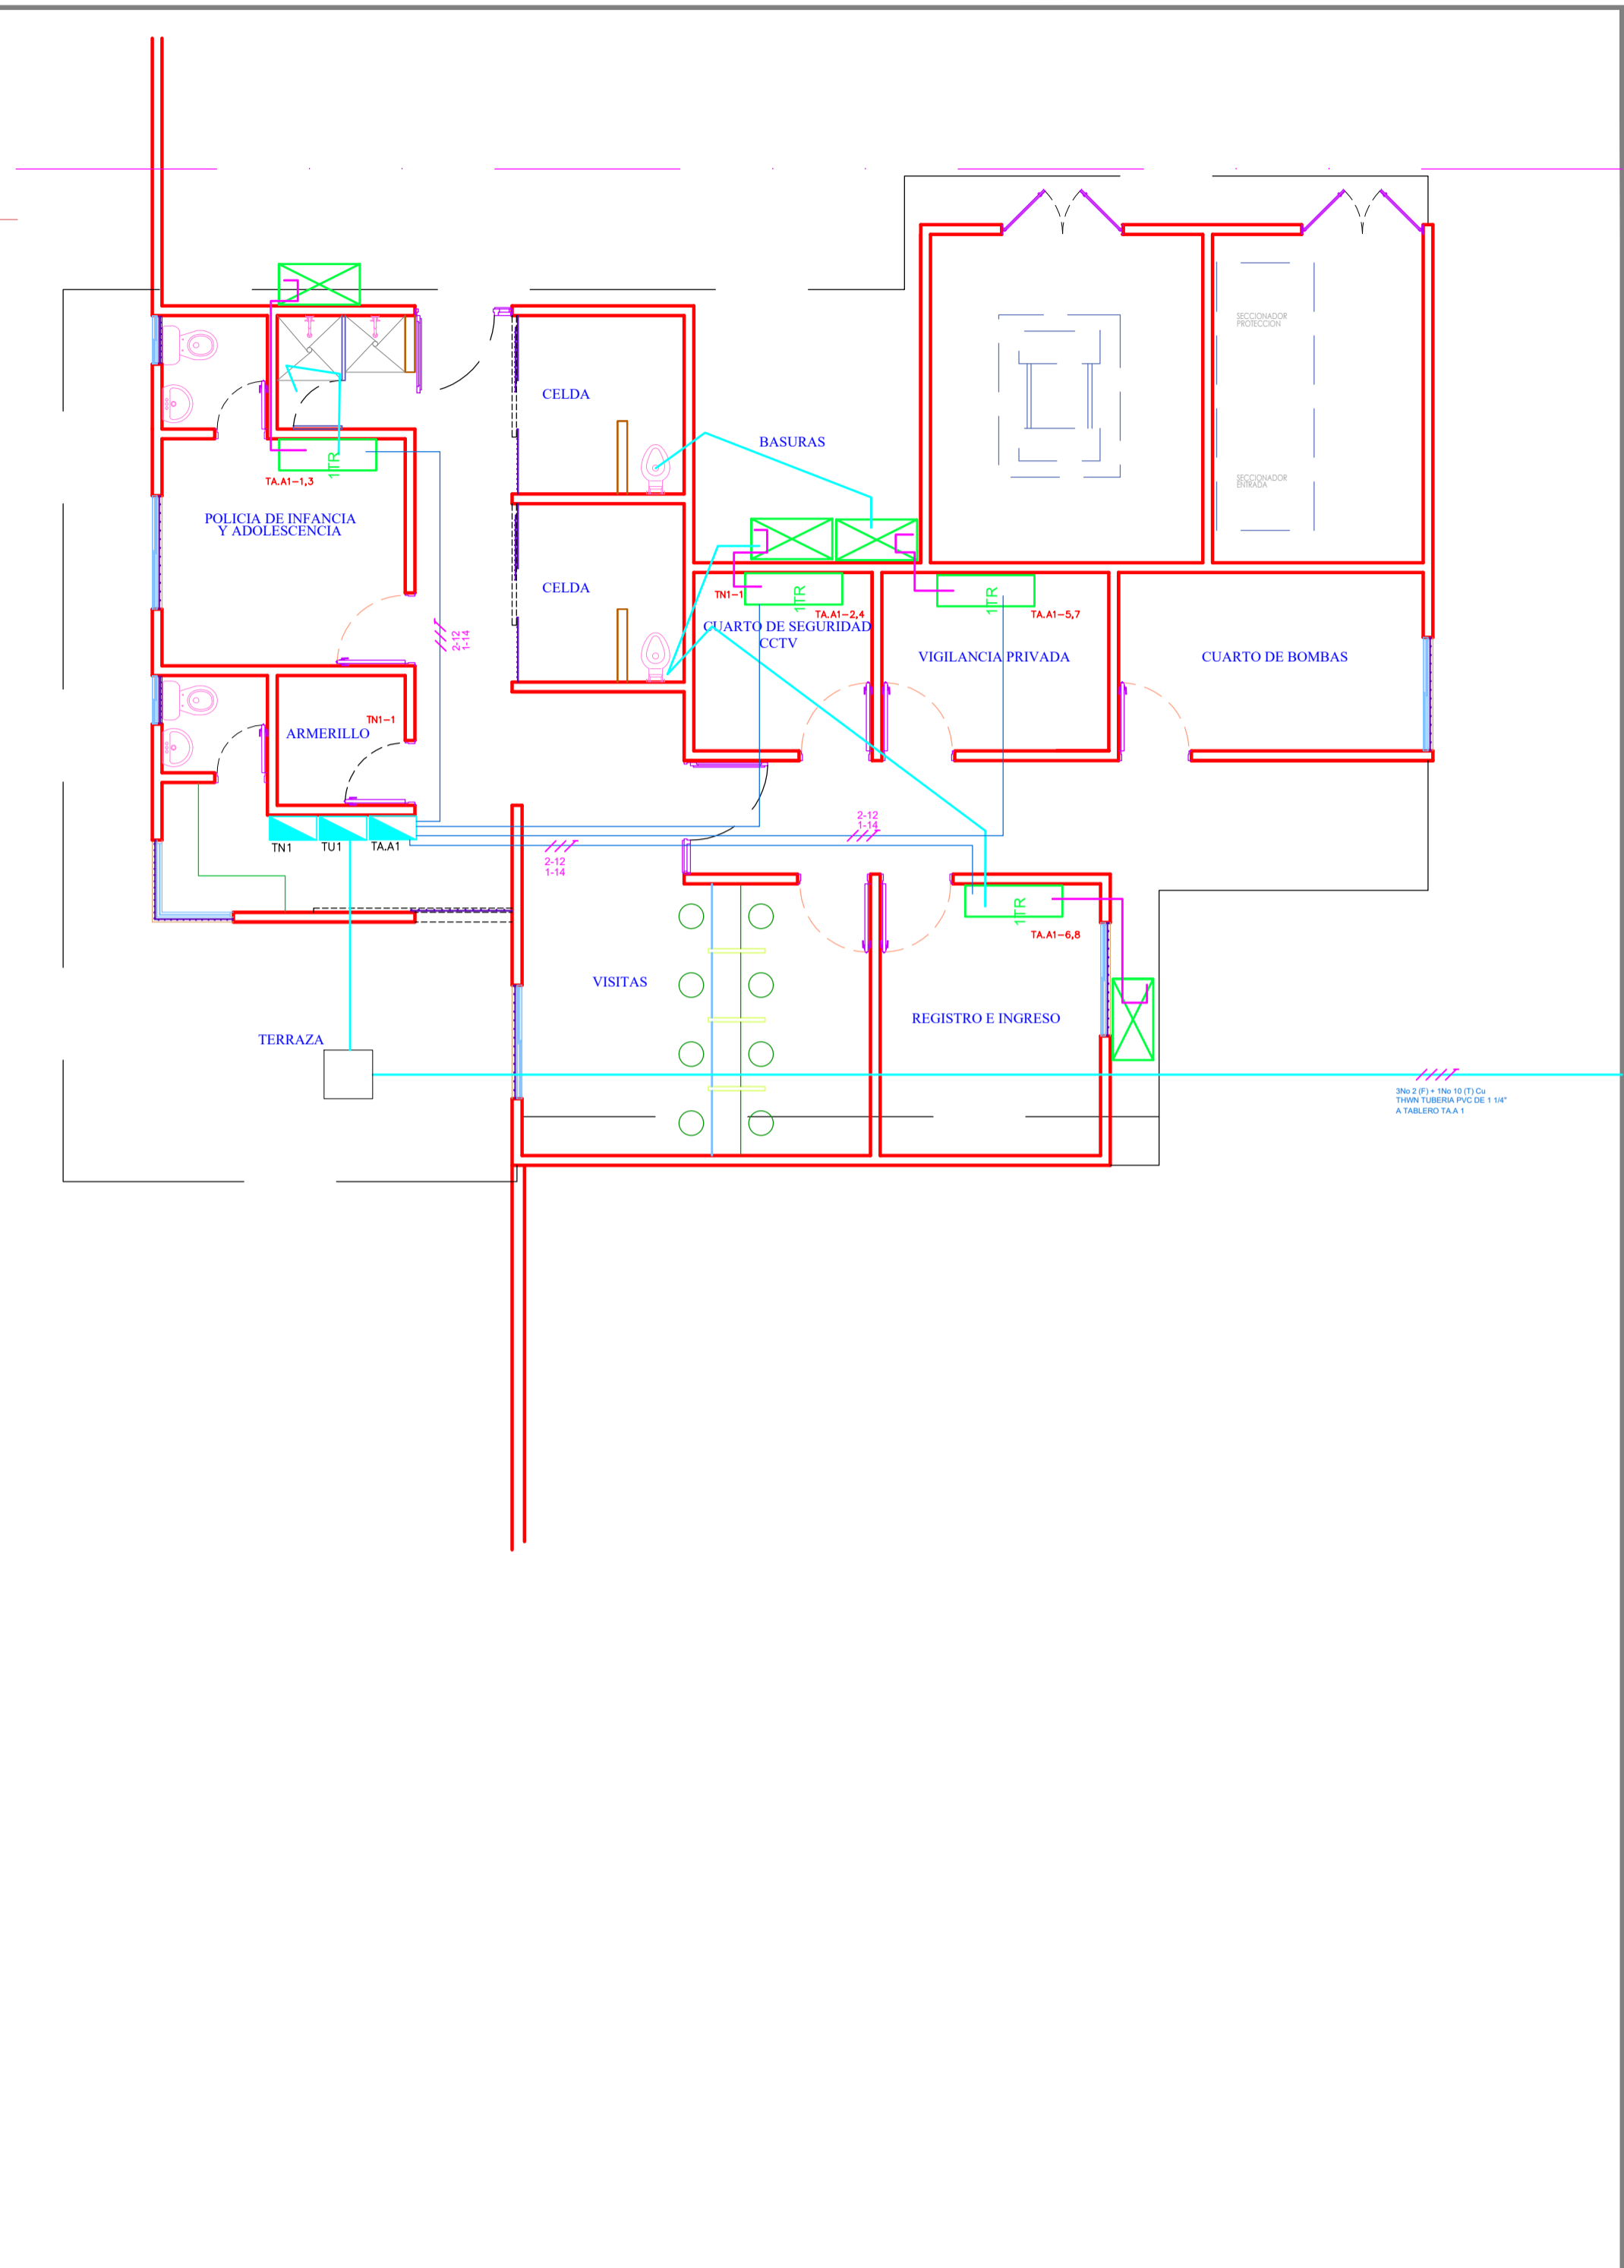 SECCIONADOR
PROTECCION
CELDA
BASURAS
1TR
TA.A1-1,3
SECCIONADOR
ENTRADA
POLICIA DE INFANCIA
Y ADOLESCENCIA
CELDA
TN1-1
1TR
TA.A1-2,4
1TR
TA.A1-5,7
CUARTO DE SEGURIDAD
CCTV
2-12
1-14
VIGILANCIA PRIVADA
CUARTO DE BOMBAS
TN1-1
ARMERILLO
2-12
1-14
TN1
TU1
TA.A1
2-12
1-14
1TR
TA.A1-6,8
VISITAS
REGISTRO E INGRESO
TERRAZA
3No 2 (F) + 1No 10 (T) Cu
THWN TUBERIA PVC DE 1 1/4"
A TABLERO TA.A 1